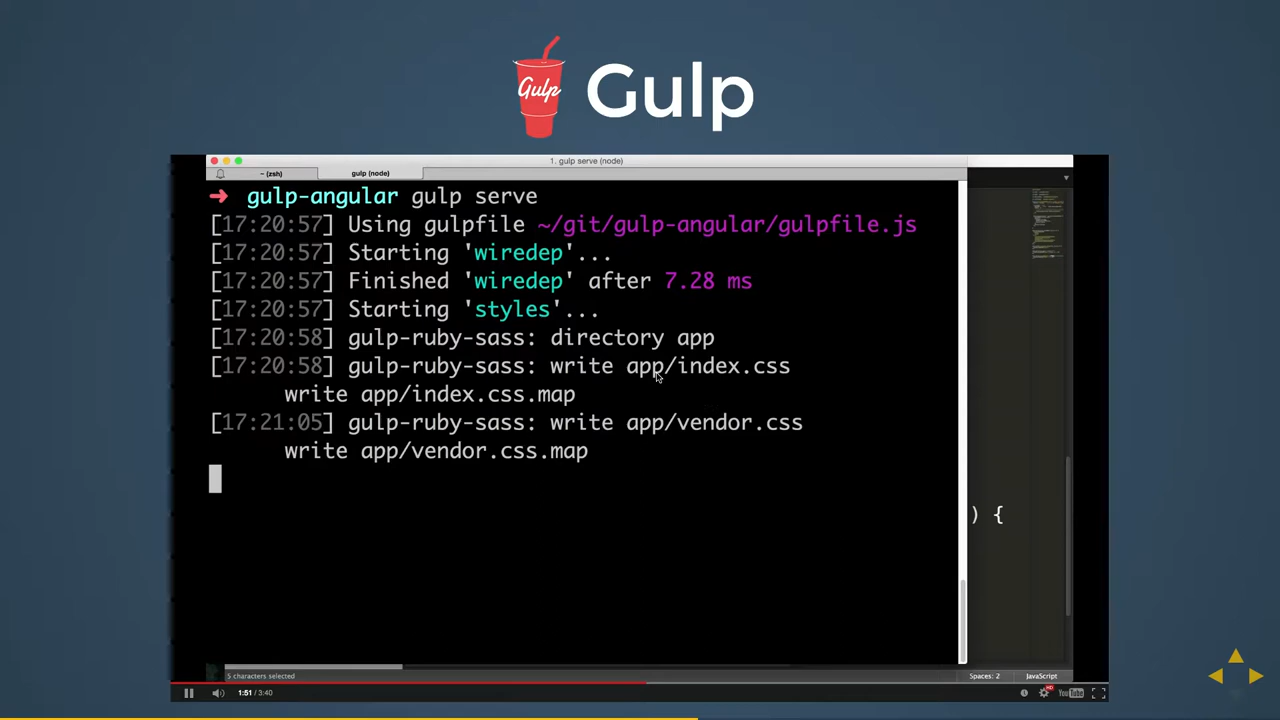 Gulp
Gulp
1. gulp serve (node)
~ (zsh)
gulp (node)
➜ gulp-angular gulp serve
[17:20:57] Using gulpfile ~/git/gulp-angular/gulpfile.js
[17:20:57] Starting 'wiredep'...
[17:20:57] Finished 'wiredep' after 7.28 ms
[17:20:57] Starting 'styles'...
[17:20:58] gulp-ruby-sass: directory app
[17:20:58] gulp-ruby-sass: write app/index.css
write app/index.css.map
[17:21:05] gulp-ruby-sass: write app/vendor.css
write app/vendor.css.map
) {
5 characters selected
Spaces: 2
JavaScript
1:51 / 3:40
HD
YouTube